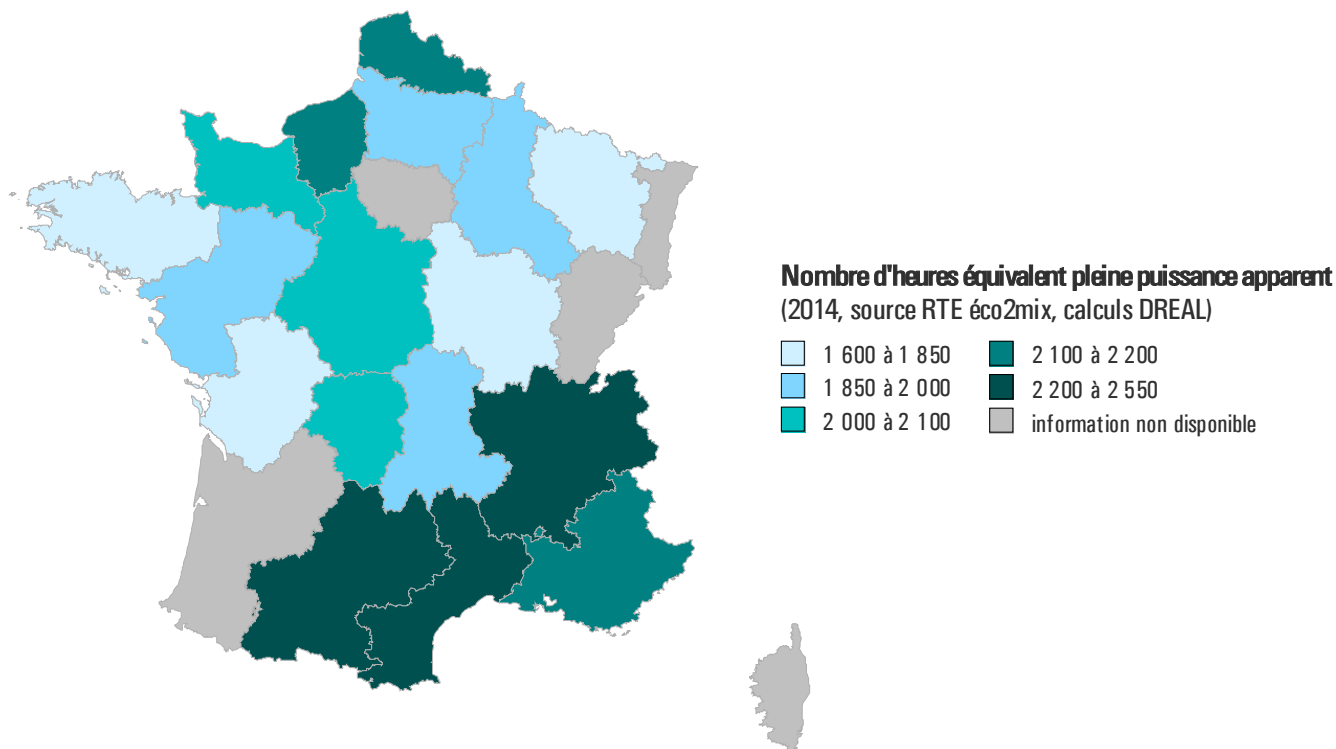 Nombre d'heures équivalent pleine puissance apparent
(2014, source RTE éco2mix, calculs DREAL)
1 600 à 1 850
1 850 à 2 000
2 000 à 2 100
2 100 à 2 200
2 200 à 2 550
information non disponible